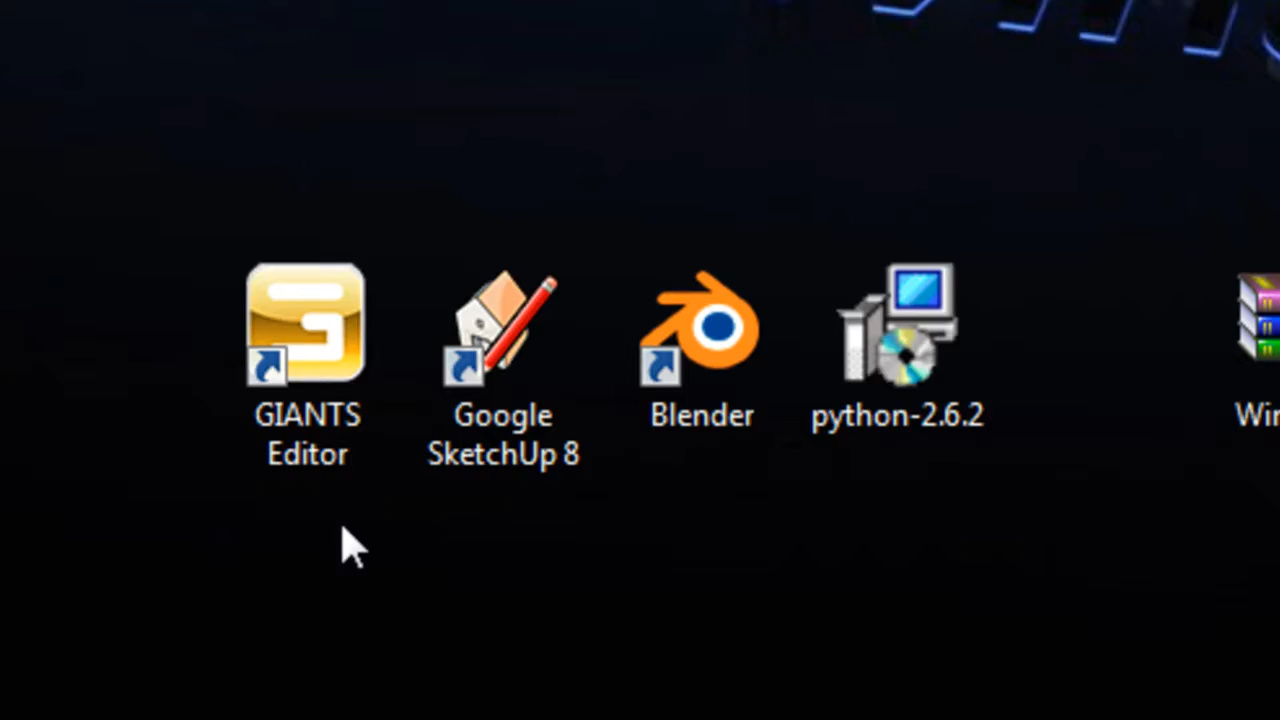 GIANTS
Editor
Google
SketchUp 8
Blender
python-2.6.2